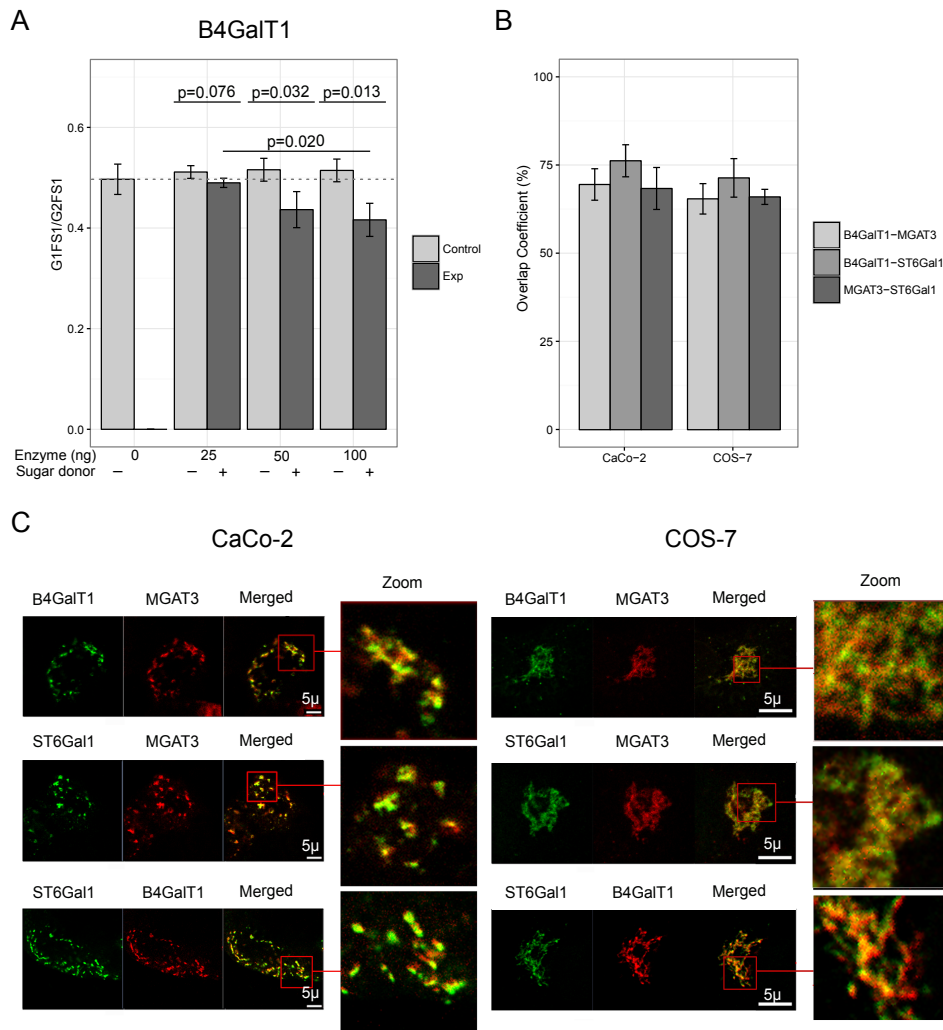 A
B4GalT1
p=0.076 p=0.032 p=0.013
p=0.020
0.6
0.4
0.2
0.0
G1FS1/G2FS1
Control
Exp
Enzyme (ng) 0 25 50 100
Sugar donor – – + – + – +
B
100
75
50
25
0
Overlap Coefficient (%)
CaCo−2 COS−7
B4GalT1−MGAT3
B4GalT1−ST6Gal1
MGAT3−ST6Gal1
C
CaCo-2
Zoom
B4GalT1 MGAT3 Merged
5µ
ST6Gal1 MGAT3 Merged
5µ
ST6Gal1 B4GalT1 Merged
5µ
COS-7
Zoom
B4GalT1 MGAT3 Merged
5µ
ST6Gal1 MGAT3 Merged
5µ
ST6Gal1 B4GalT1 Merged
5µ